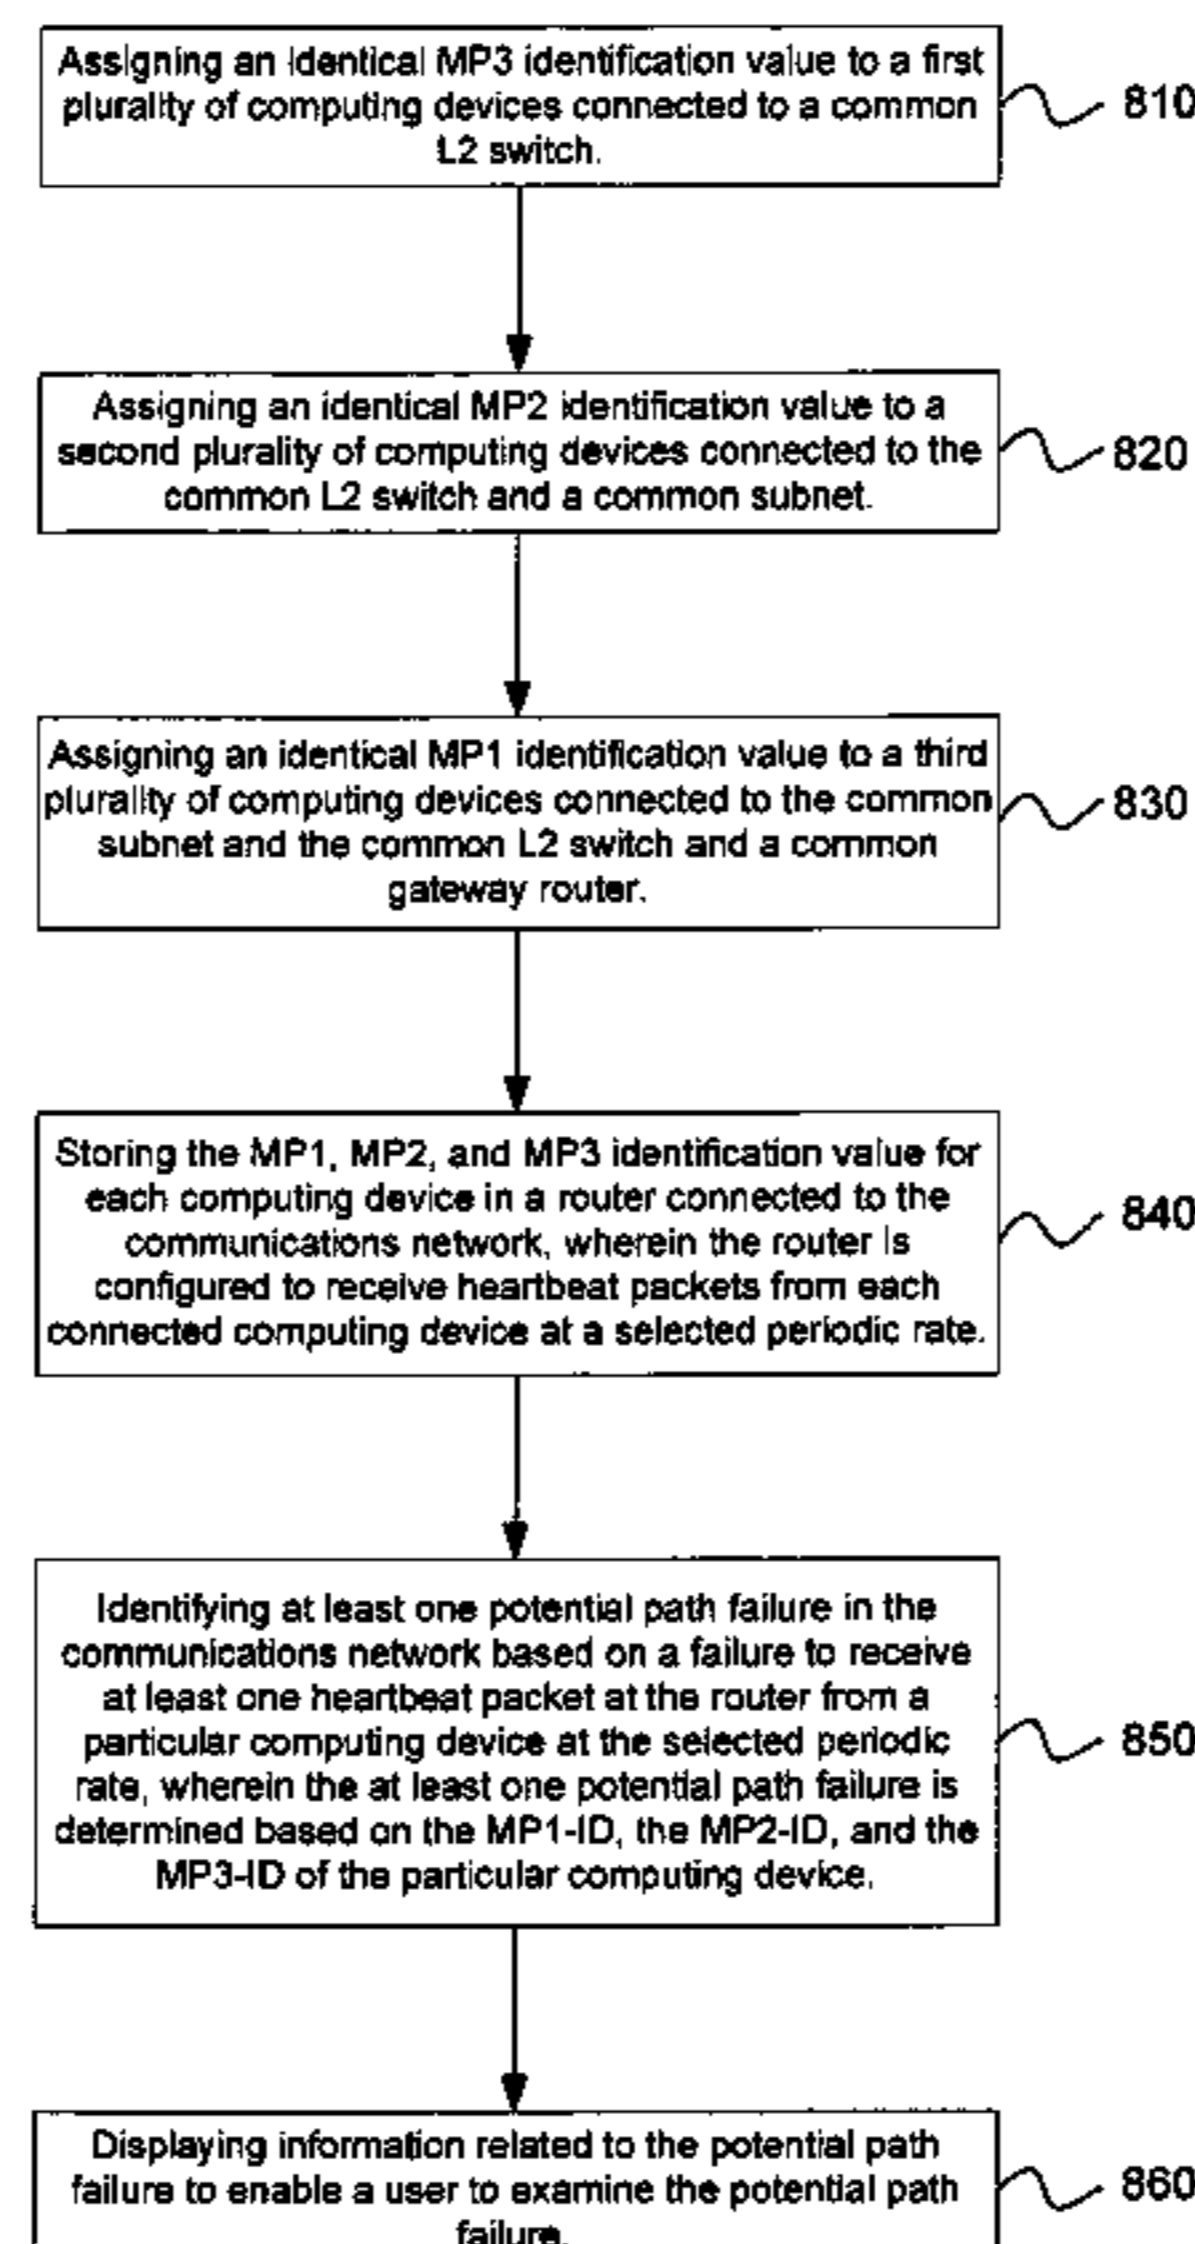 Assigning an identical MP3 identification value to a first
plurality of computing devices connected to a common
L2 switch.
810
Assigning an identical MP2 identification value to a
second plurality of computing devices connected to the
common L2 switch and a common subnet.
820
Assigning an identical MP1 identification value to a third
plurality of computing devices connected to the common
subnet and the common L2 switch and a common
gateway router.
830
Storing the MP1, MP2, and MP3 identification value for
each computing device in a router connected to the
communications network, wherein the router is
configured to receive heartbeat packets from each
connected computing device at a selected periodic rate.
840
Identifying at least one potential path failure in the
communications network based on a failure to receive
at least one heartbeat packet at the router from a
particular computing device at the selected periodic
rate, wherein the at least one potential path failure is
determined based on the MP1-ID, the MP2-ID, and the
MP3-ID of the particular computing device.
850
Displaying information related to the potential path
failure to enable a user to examine the potential path
failure.
860